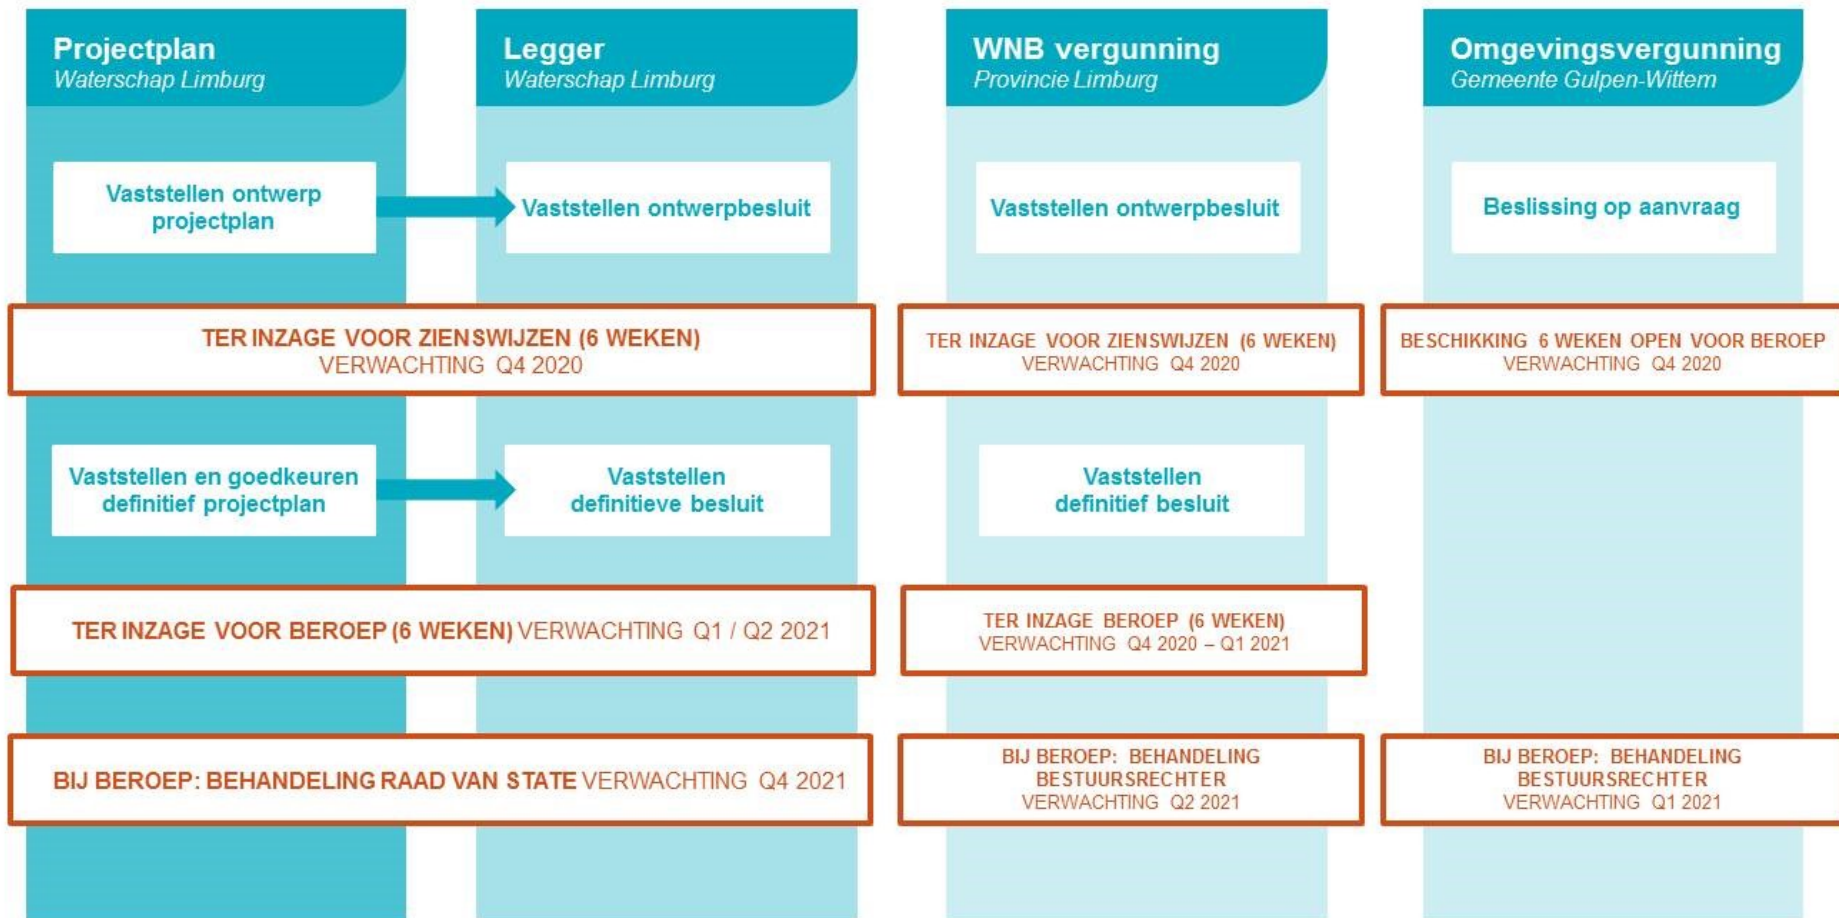 Projectplan
Waterschap Limburg
Legger
Waterschap Limburg
WNB vergunning
Provincie Limburg
Omgevingsvergunning
Gemeente Gulpen-Wittem
Vaststellen ontwerp
projectplan
Vaststellen ontwerpbesluit
Vaststellen ontwerpbesluit
Beslissing op aanvraag
TER INZAGE VOOR ZIENSWIJZEN (6 WEKEN)
VERWACHTING Q4 2020
TER INZAGE VOOR ZIENSWIJZEN (6 WEKEN)
VERWACHTING Q4 2020
BESCHIKKING 6 WEKEN OPEN VOOR BEROEP
VERWACHTING Q4 2020
Vaststellen en goedkeuren
definitief projectplan
Vaststellen
definitieve besluit
Vaststellen
definitief besluit
TER INZAGE VOOR BEROEP (6 WEKEN) VERWACHTING Q1 / Q2 2021
TER INZAGE BEROEP (6 WEKEN)
VERWACHTING Q4 2020 – Q1 2021
BIJ BEROEP: BEHANDELING RAAD VAN STATE VERWACHTING Q4 2021
BIJ BEROEP: BEHANDELING
BESTUURSRECHTER
VERWACHTING Q2 2021
BIJ BEROEP: BEHANDELING
BESTUURSRECHTER
VERWACHTING Q1 2021